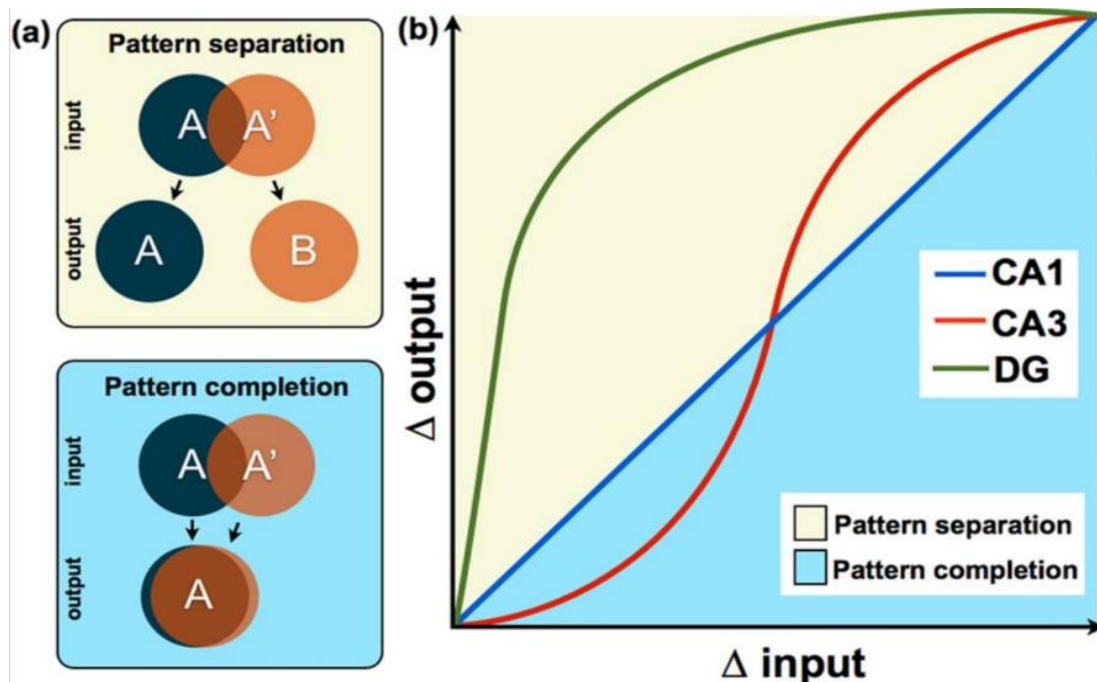 (a)
Pattern separation
input
A A’
output
A B
Pattern completion
input
A A’
output
A
(b)
Δ output
CA1
CA3
DG
Pattern separation
Pattern completion
Δ input